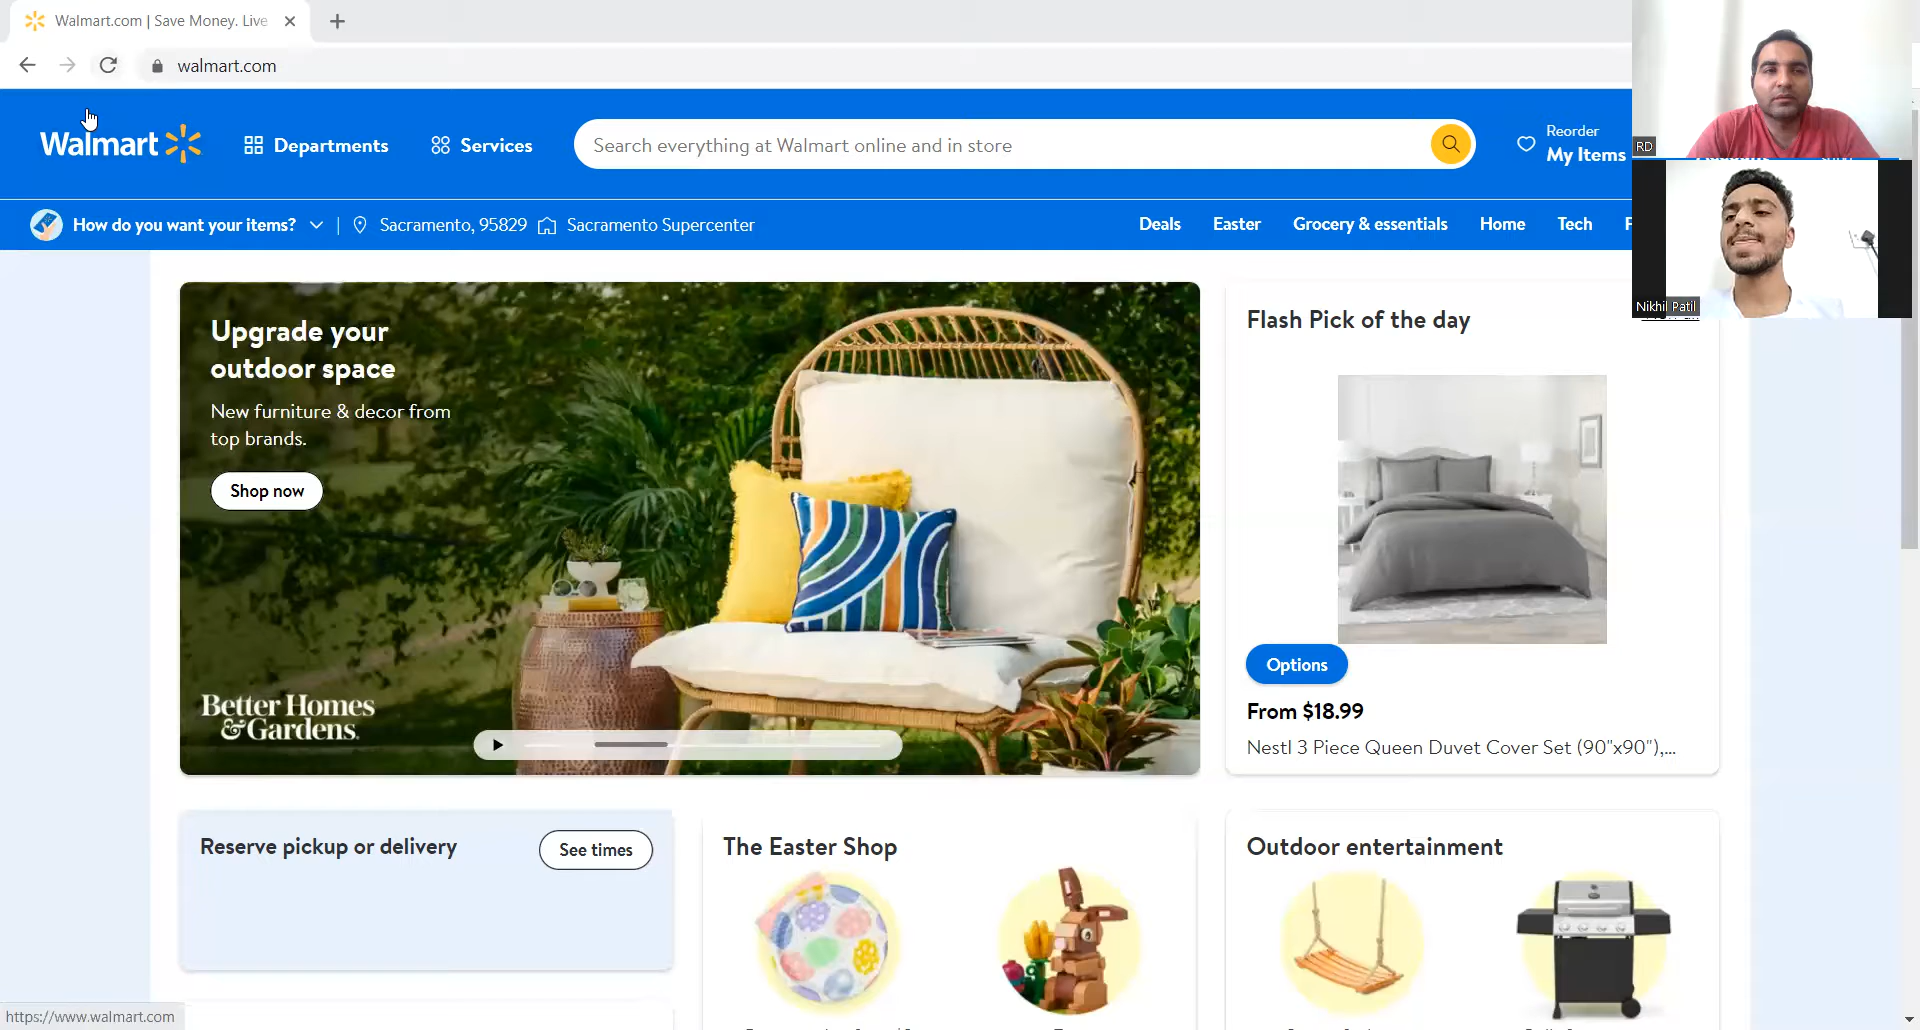 Walmart.com | Save Money. Live
walmart.com
Walmart
Departments
Services
Search everything at Walmart online and in store
Reorder
My Items
RD
How do you want your items?
Sacramento, 95829
Sacramento Supercenter
Deals
Easter
Grocery & essentials
Home
Tech
Nikhil Patil
Upgrade your
outdoor space
New furniture & decor from
top brands.
Shop now
Better Homes
& Gardens
Flash Pick of the day
Options
From $18.99
Nestl 3 Piece Queen Duvet Cover Set (90"x90"),...
Reserve pickup or delivery
See times
The Easter Shop
Outdoor entertainment
https://www.walmart.com